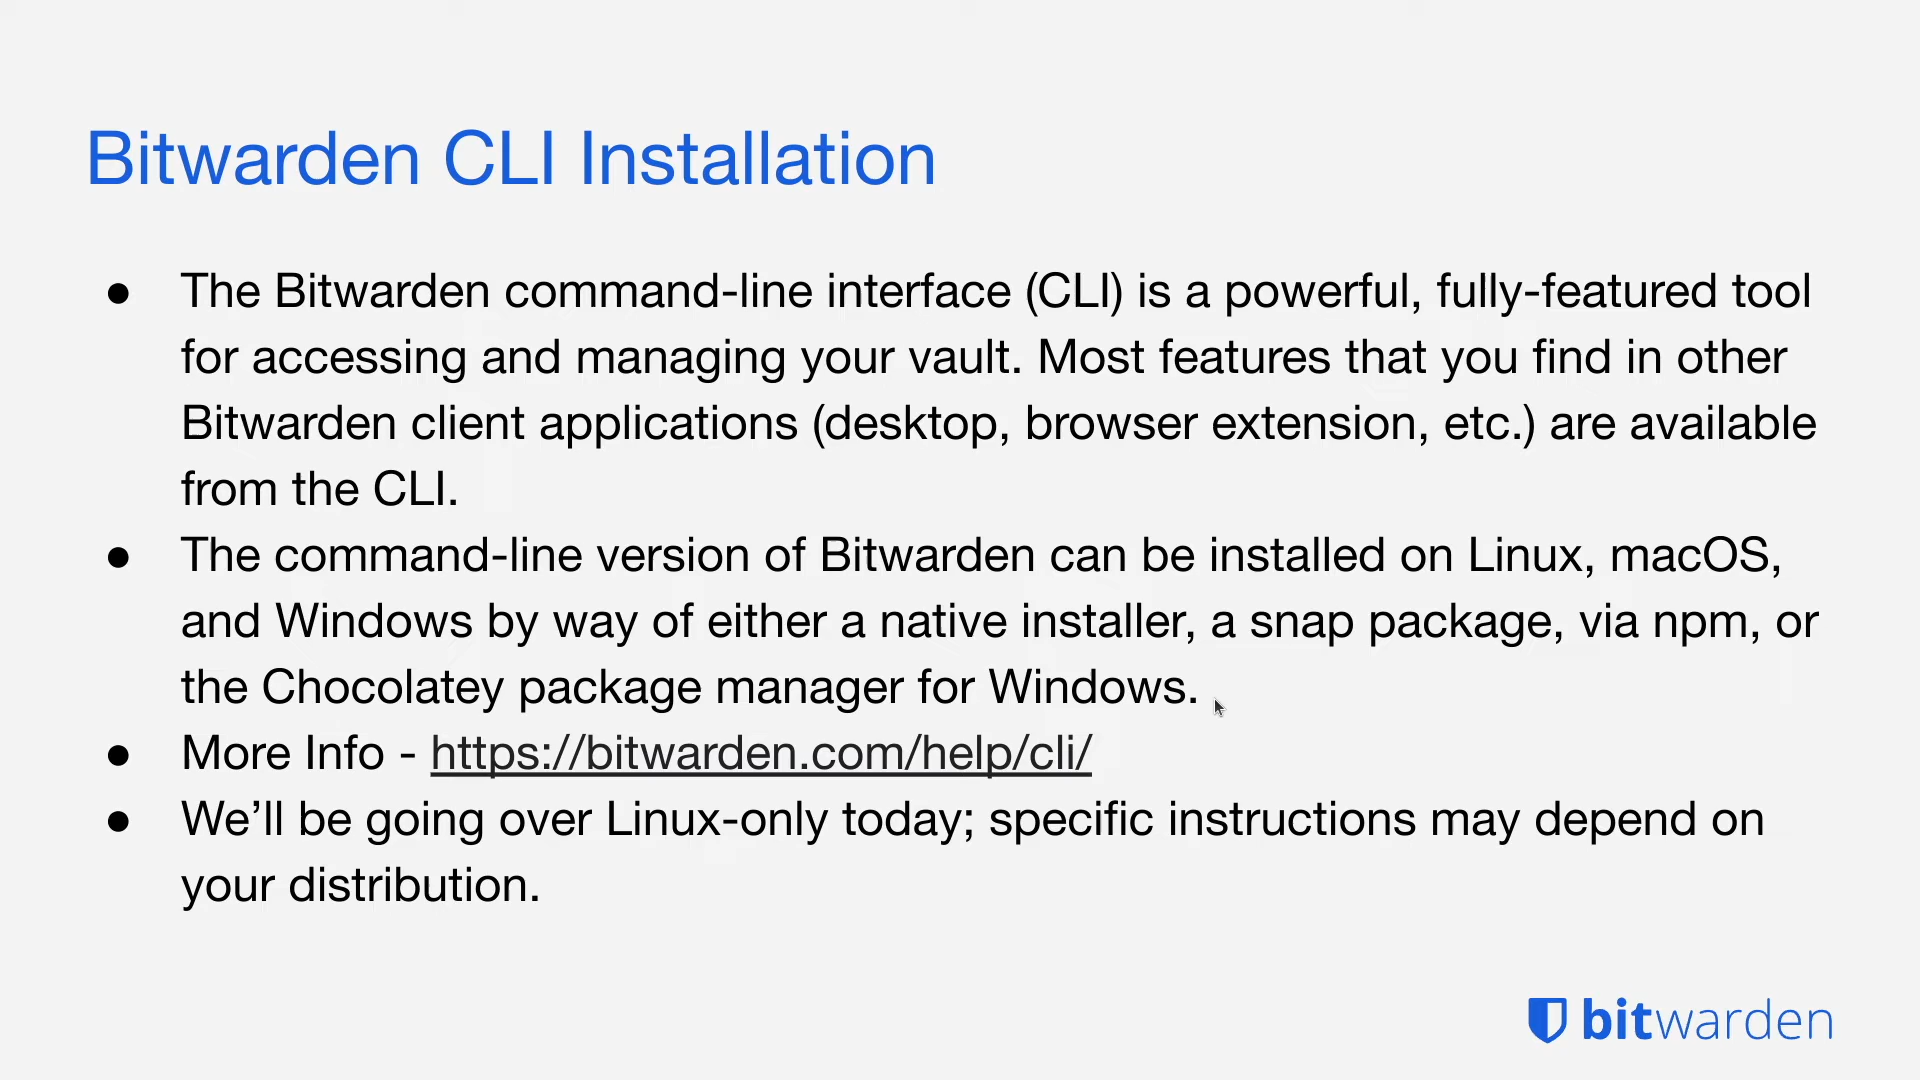 Bitwarden CLI Installation
● The Bitwarden command-line interface (CLI) is a powerful, fully-featured tool
for accessing and managing your vault. Most features that you find in other
Bitwarden client applications (desktop, browser extension, etc.) are available
from the CLI.
● The command-line version of Bitwarden can be installed on Linux, macOS,
and Windows by way of either a native installer, a snap package, via npm, or
the Chocolatey package manager for Windows.
● More Info - https://bitwarden.com/help/cli/
● We’ll be going over Linux-only today; specific instructions may depend on
your distribution.
bitwarden